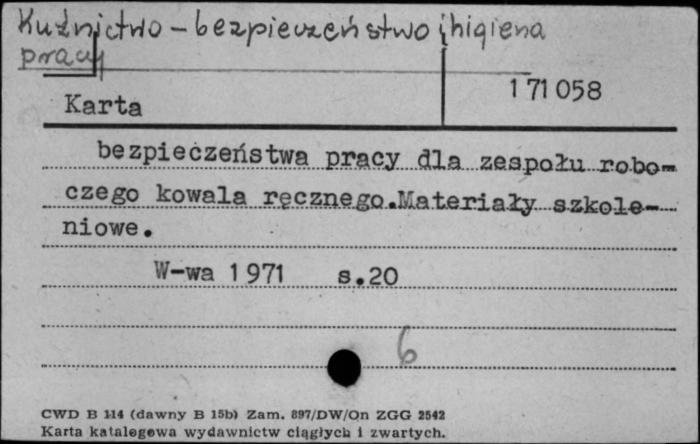 Kuźnictwo – bezpieczeństwo i higiena
pracy
171058
Karta
bezpieczeństwa pracy dla zespołu robo-
czego kowala ręcznego.Materiały szkole-
niowe.
W-wa 1971 s.20
6
CWD B 114 (dawny B 15b) Zam. 897/DW/On ZGG 2542
Karta katalogowa wydawnictw ciągłych i zwartych.